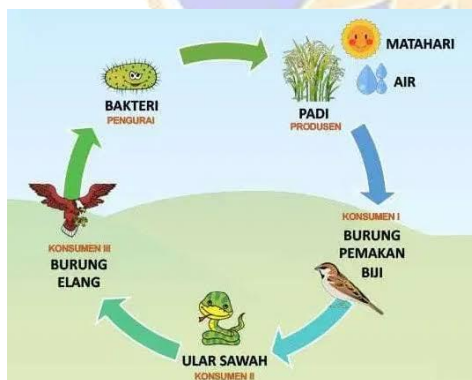 MATAHARI
AIR
BAKTERI
PENGURAI
PADI
PRODUSEN
KONSUMEN I
BURUNG
PEMAKAN
BIJI
KONSUMEN III
BURUNG
ELANG
ULAR SAWAH
KONSUMEN II